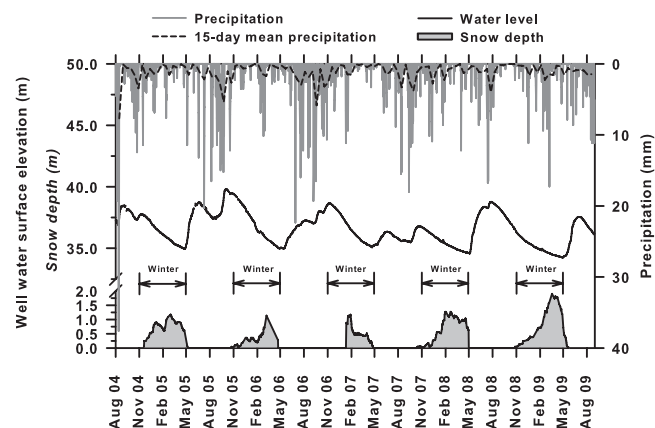 Precipitation
Water level
15-day mean precipitation
Snow depth
Well water surface elevation (m)
Snow depth (m)
50.0
45.0
40.0
35.0
2.0
1.5
1.0
0.5
0.0
Winter
Winter
Winter
Winter
Winter
0
10
20
30
40
Precipitation (mm)
Aug 04
Nov 04
Feb 05
May 05
Aug 05
Nov 05
Feb 06
May 06
Aug 06
Nov 06
Feb 07
May 07
Aug 07
Nov 07
Feb 08
May 08
Aug 08
Nov 08
Feb 09
May 09
Aug 09